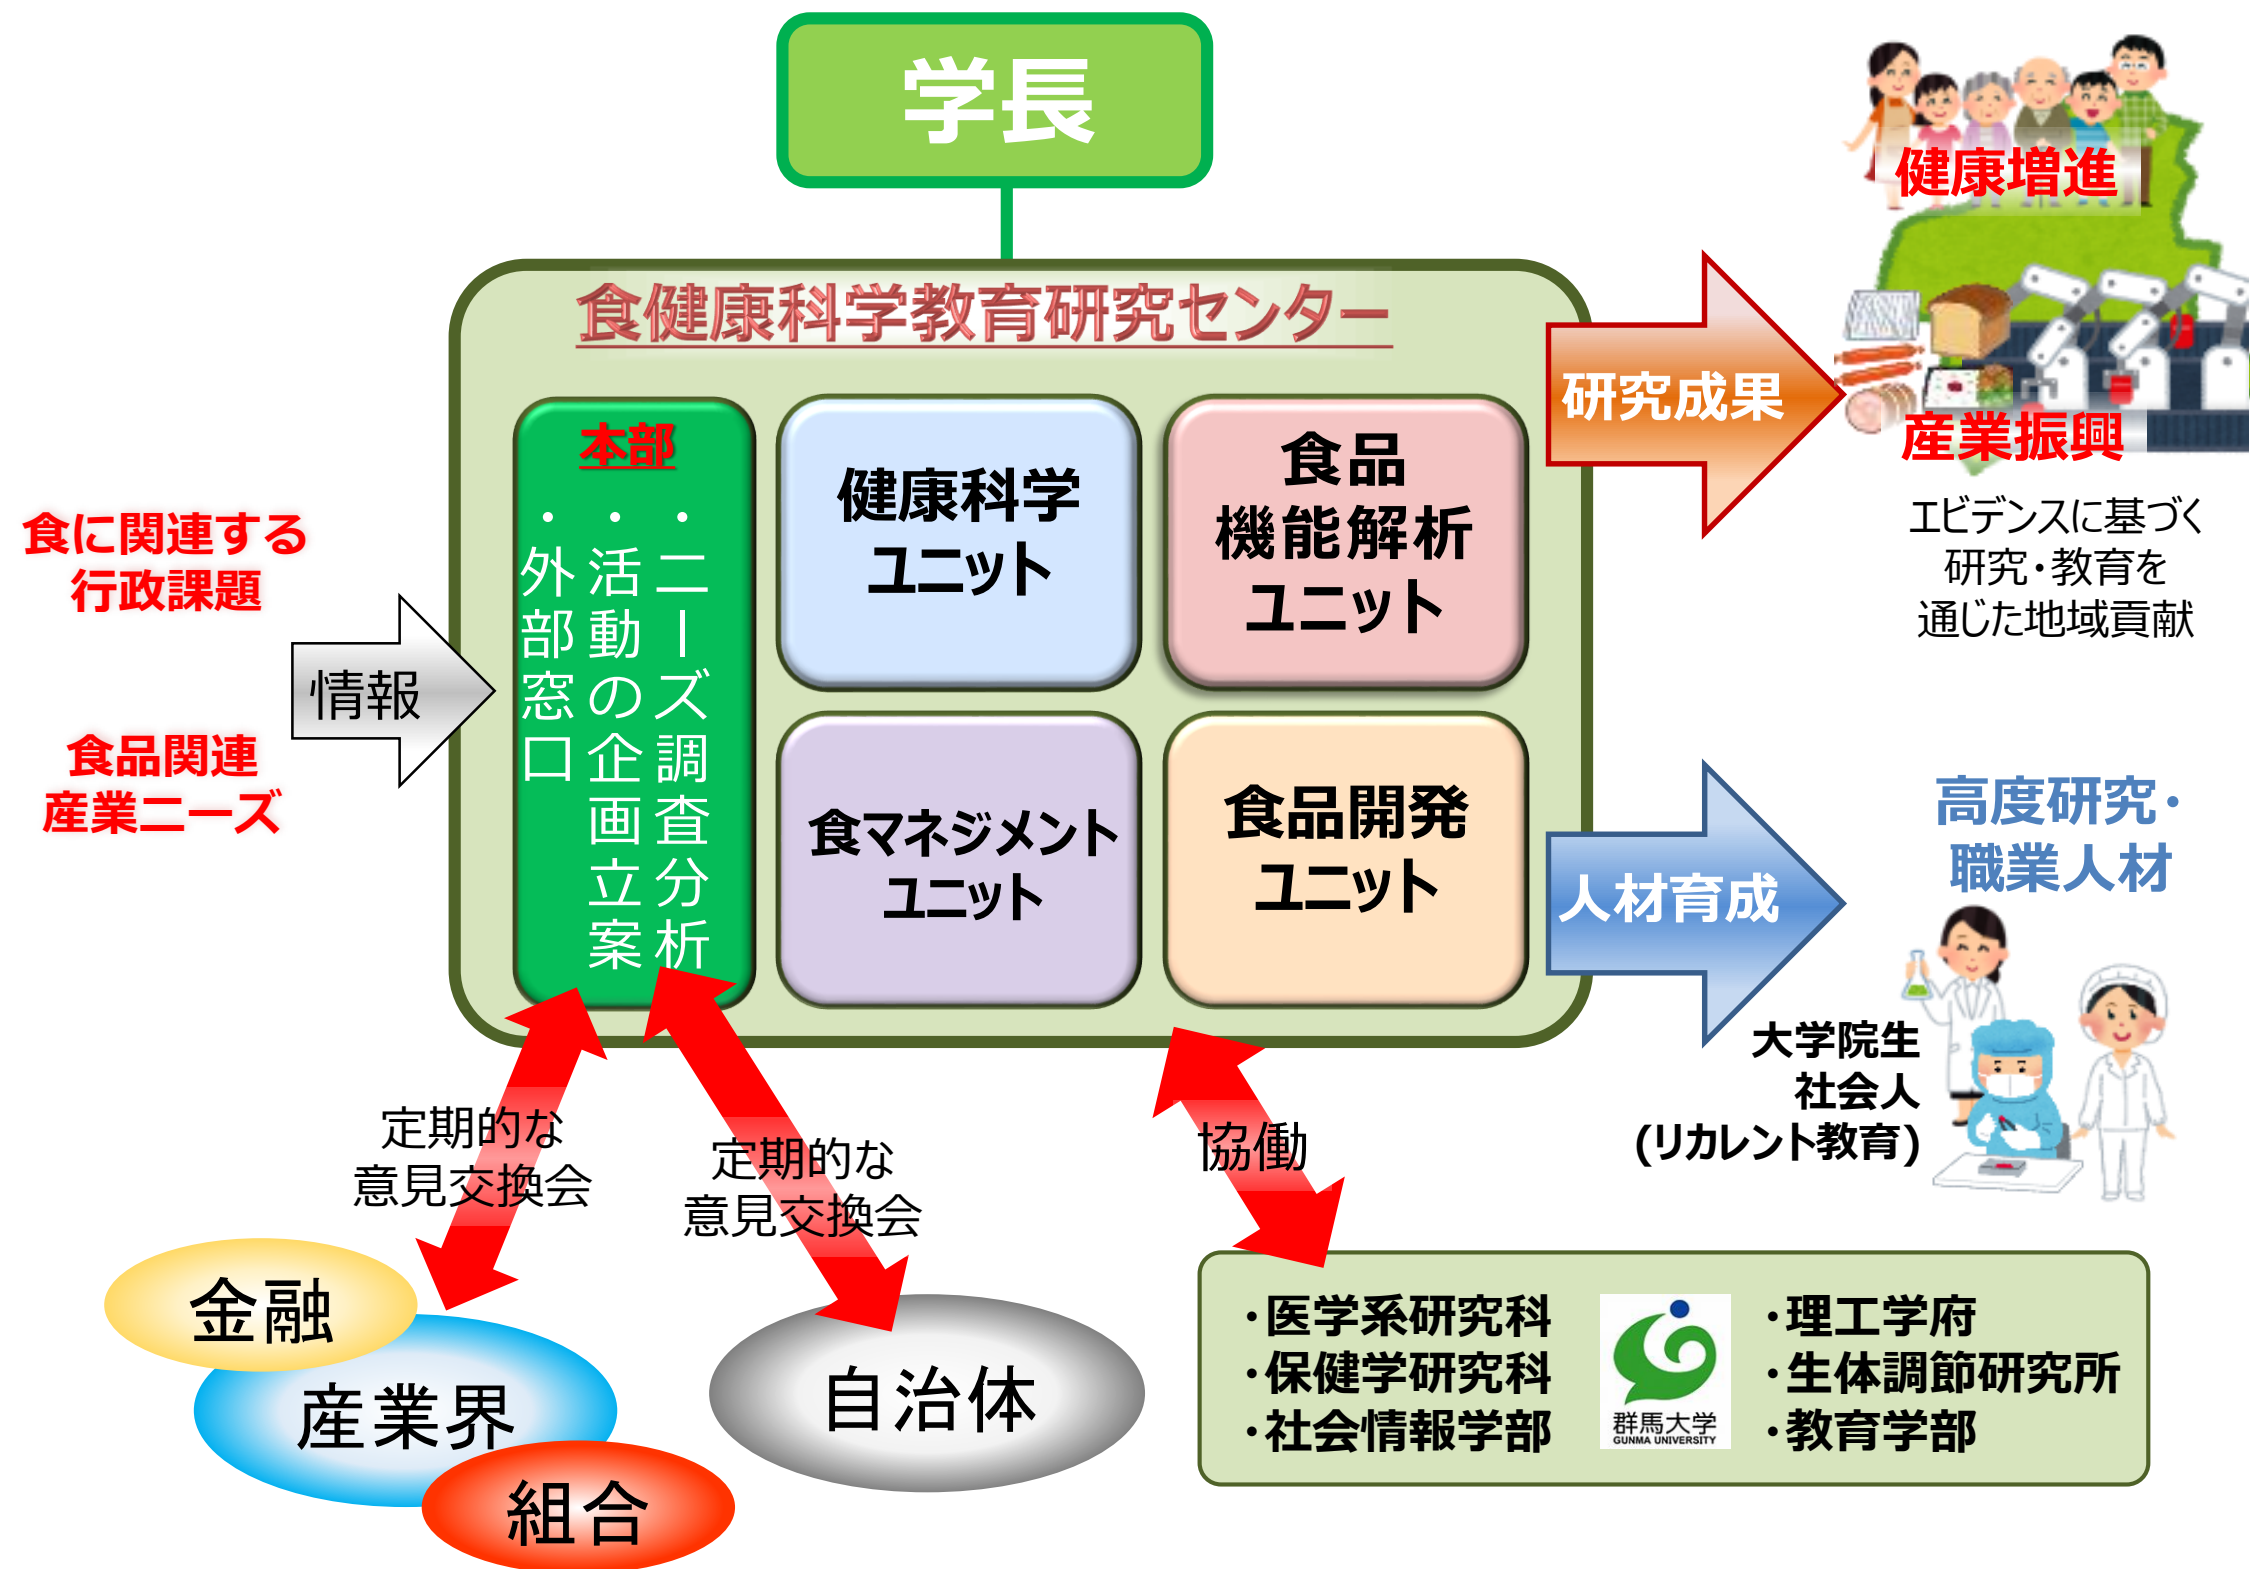 学長
食健康科学教育研究センター
本部
・ニーズ調査分析
・活動の企画立案
・外部窓口
健康科学
ユニット
食品
機能解析
ユニット
食マネジメント
ユニット
食品開発
ユニット
食に関連する
行政課題
情報
食品関連
産業ニーズ
研究成果
健康増進
産業振興
エビデンスに基づく
研究・教育を
通じた地域貢献
人材育成
高度研究・
職業人材
大学院生
社会人
(リカレント教育)
定期的な
意見交換会
定期的な
意見交換会
協働
金融
産業界
組合
自治体
・医学系研究科
・保健学研究科
・社会情報学部
群馬大学
GUNMA UNIVERSITY
・理工学府
・生体調節研究所
・教育学部